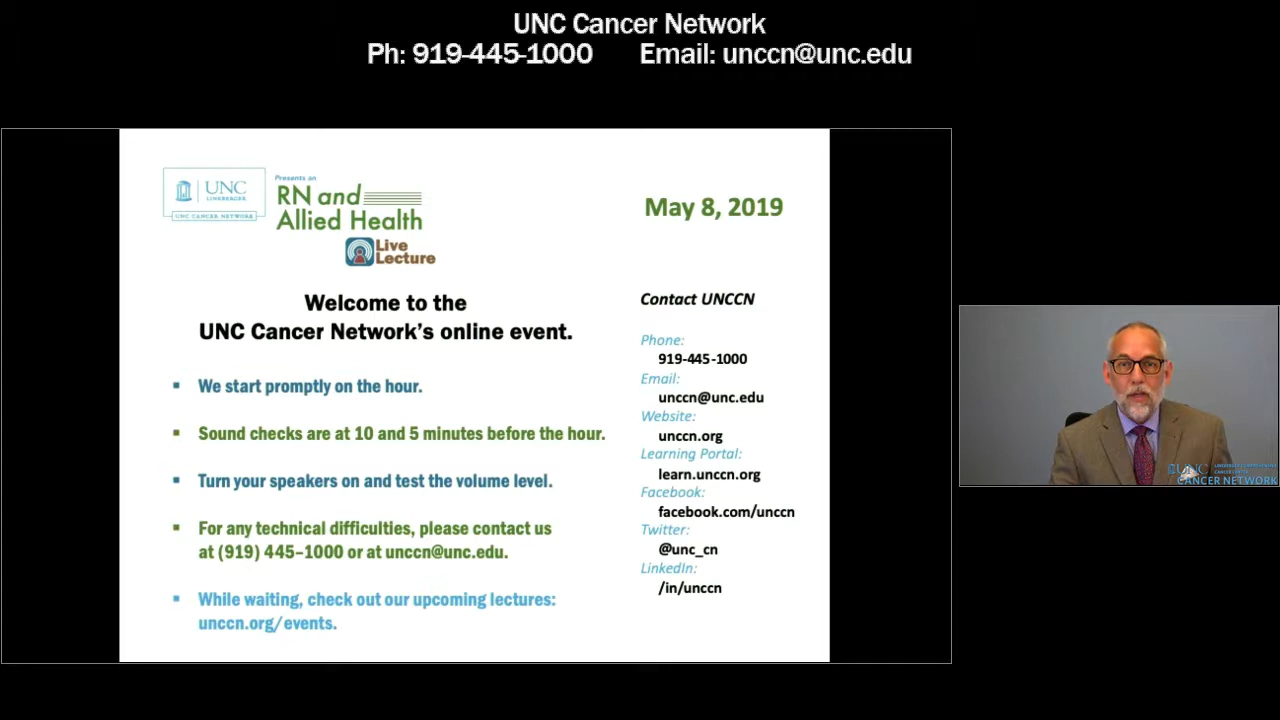 UNC Cancer Network
Ph: 919-445-1000 Email: unccn@unc.edu
UNC
LINEBERGER
UNC CANCER NETWORK
Presents an
RN and
Allied Health
Live
Lecture
May 8, 2019
Welcome to the
UNC Cancer Network's online event.
▪ We start promptly on the hour.
▪ Sound checks are at 10 and 5 minutes before the hour.
▪ Turn your speakers on and test the volume level.
▪ For any technical difficulties, please contact us
at (919) 445–1000 or at unccn@unc.edu.
▪ While waiting, check out our upcoming lectures:
unccn.org/events.
Contact UNCCN
Phone:
919-445-1000
Email:
unccn@unc.edu
Website:
unccn.org
Learning Portal:
learn.unccn.org
Facebook:
facebook.com/unccn
Twitter:
@unc_cn
LinkedIn:
/in/unccn
UNC LINEBERGER COMPREHENSIVE
CANCER CENTER
CANCER NETWORK